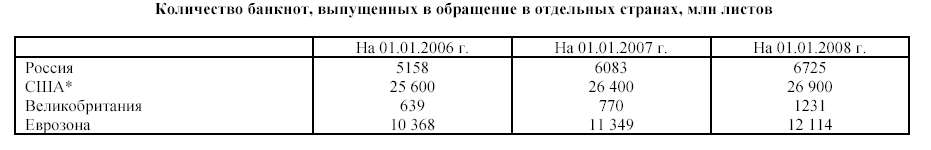 Количество банкнот, выпущенных в обращение в отдельных странах, млн листов
На 01.01.2006 г. На 01.01.2007 г. На 01.01.2008 г.
Россия 5158 6083 6725
США* 25 600 26 400 26 900
Великобритания 639 770 1231
Еврозона 10 368 11 349 12 114